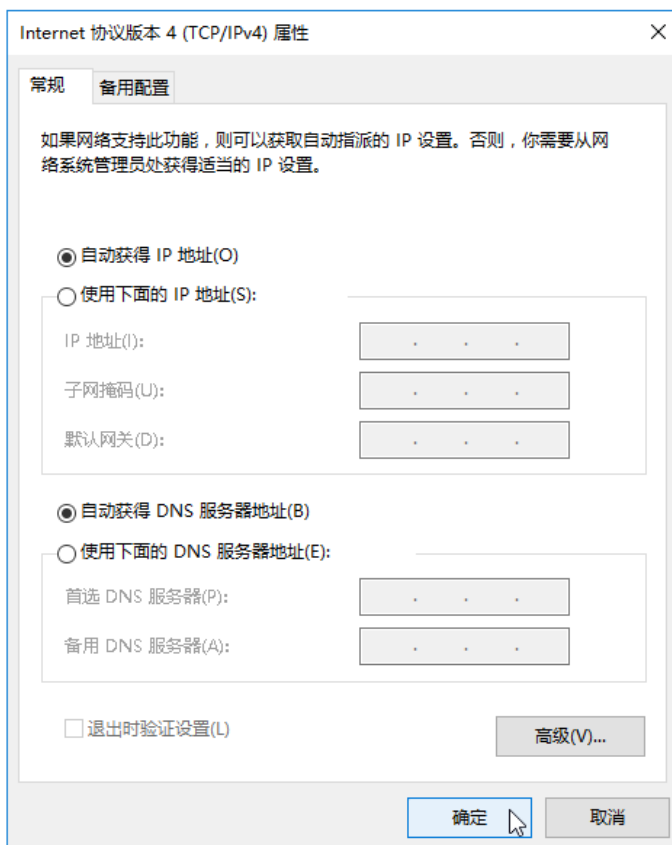 Internet 协议版本 4 (TCP/IPv4) 属性
常规
备用配置
如果网络支持此功能，则可以获取自动指派的 IP 设置。否则，你需要从网
络系统管理员处获得适当的 IP 设置。
自动获得 IP 地址(O)
使用下面的 IP 地址(S):
IP 地址(I):
子网掩码(U):
默认网关(D):
自动获得 DNS 服务器地址(B)
使用下面的 DNS 服务器地址(E):
首选 DNS 服务器(P):
备用 DNS 服务器(A):
退出时验证设置(L)
高级(V)...
确定
取消